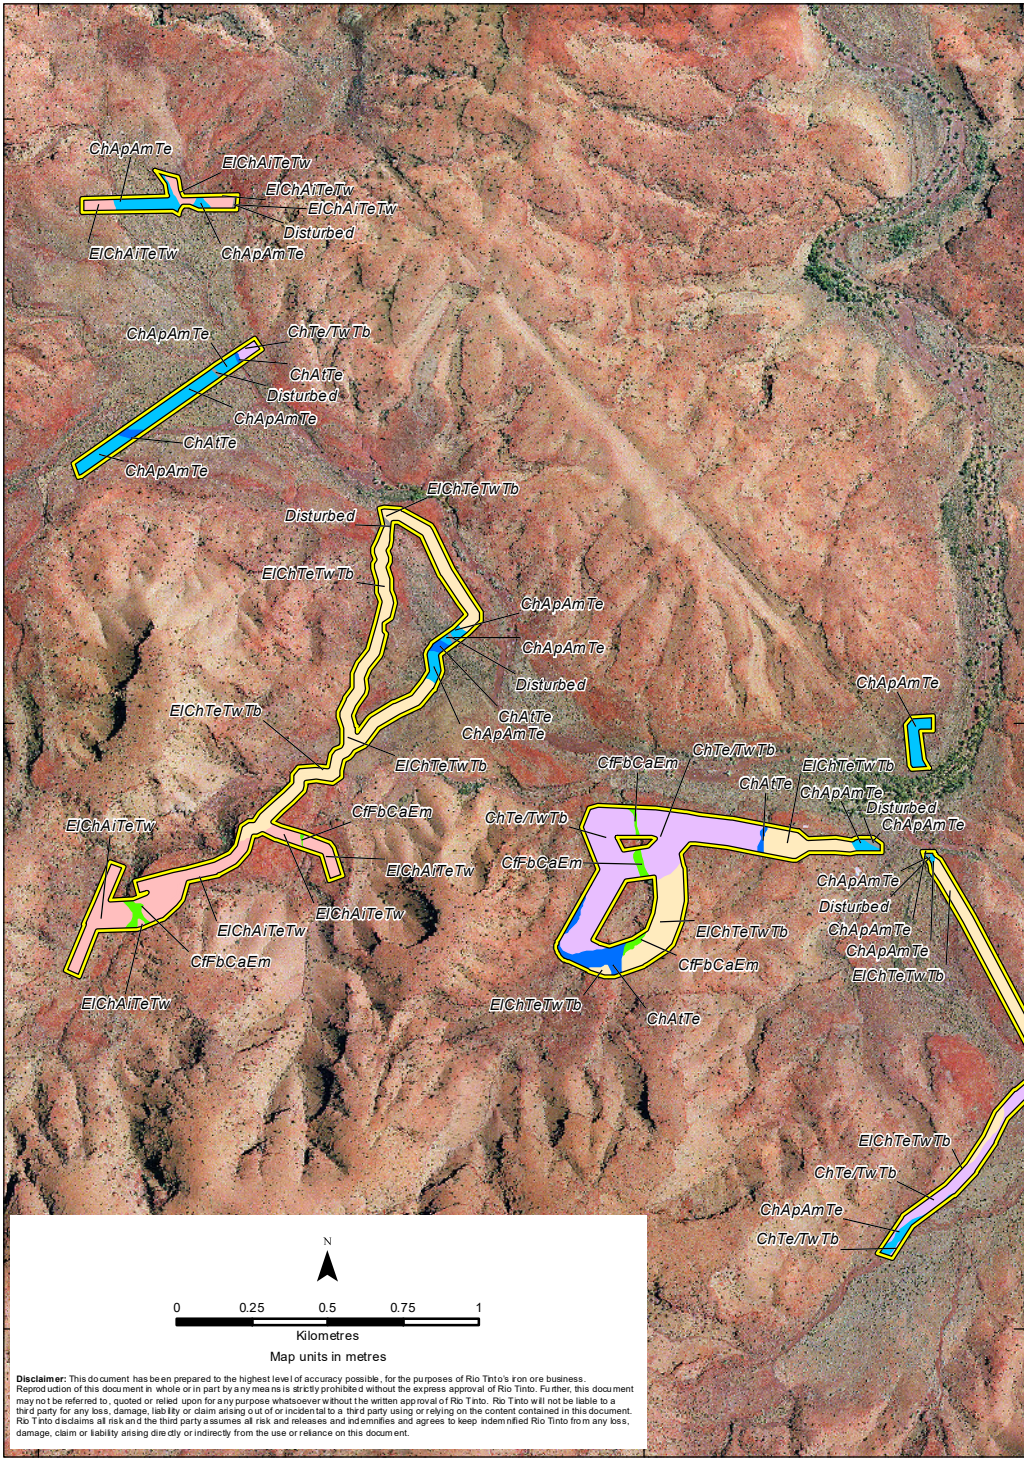 ChApAmTe
ElChAiTeTw
ElChAiTeTw
ElChAiTeTw
Disturbed
ElChAiTeTw
ChApAmTe
ChApAmTe
ChTe/TwTb
ChAtTe
Disturbed
ChApAmTe
ChAtTe
ChApAmTe
ElChTeTwTb
Disturbed
ElChTeTwTb
ChApAmTe
ChApAmTe
Disturbed
ChAtTe
ChApAmTe
ElChTeTwTb
ElChTeTwTb
ChApAmTe
CfFbCaEm
ChTe/TwTb
ChAtTe
ElChTeTwTb
ChApAmTe
Disturbed
ChApAmTe
ChTe/TwTb
CfFbCaEm
ElChAiTeTw
CfFbCaEm
ElChAiTeTw
ElChAiTeTw
ElChAiTeTw
CfFbCaEm
ElChAiTeTw
ChApAmTe
Disturbed
ChApAmTe
ChApAmTe
ElChTeTwTb
ElChTeTwTb
CfFbCaEm
ElChTeTwTb
ChAtTe
ElChTeTwTb
ChTe/TwTb
ChApAmTe
ChTe/TwTb
N
0 0.25 0.5 0.75 1
Kilometres
Map units in metres
Disclaimer: This document has been prepared to the highest level of accuracy possible, for the purposes of Rio Tinto's iron ore business.
Reproduction of this document in whole or in part by any means is strictly prohibited without the express approval of Rio Tinto. Further, this document
may not be referred to, quoted or relied upon for any purpose whatsoever without the written approval of Rio Tinto. Rio Tinto will not be liable to a
third party for any loss, damage, liability or claim arising out of or incidental to a third party using or relying on the content contained in this document.
Rio Tinto disclaims all risk and the third party assumes all risk and releases and indemnifies and agrees to keep indemnified Rio Tinto from any loss,
damage, claim or liability arising directly or indirectly from the use or reliance on this document.